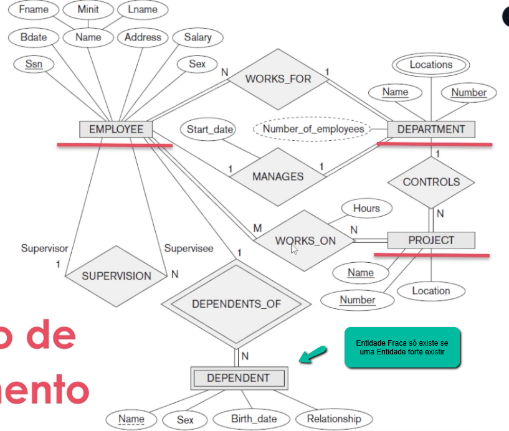 Fname Minit Lname
Bdate Name Address Salary
Ssn Sex
N WORKS_FOR 1
Locations
Name Number
EMPLOYEE
Start_date
Number_of_employees
DEPARTMENT
1 MANAGES 1
1
CONTROLS
N
Hours
M WORKS_ON N
PROJECT
Name
Number
Location
Supervisor
1
Supervisee
N
SUPERVISION
1
DEPENDENTS_OF
N
DEPENDENT
Name Sex Birth_date Relationship
Entidade Fraca só existe se
uma Entidade forte existir
o de
ento